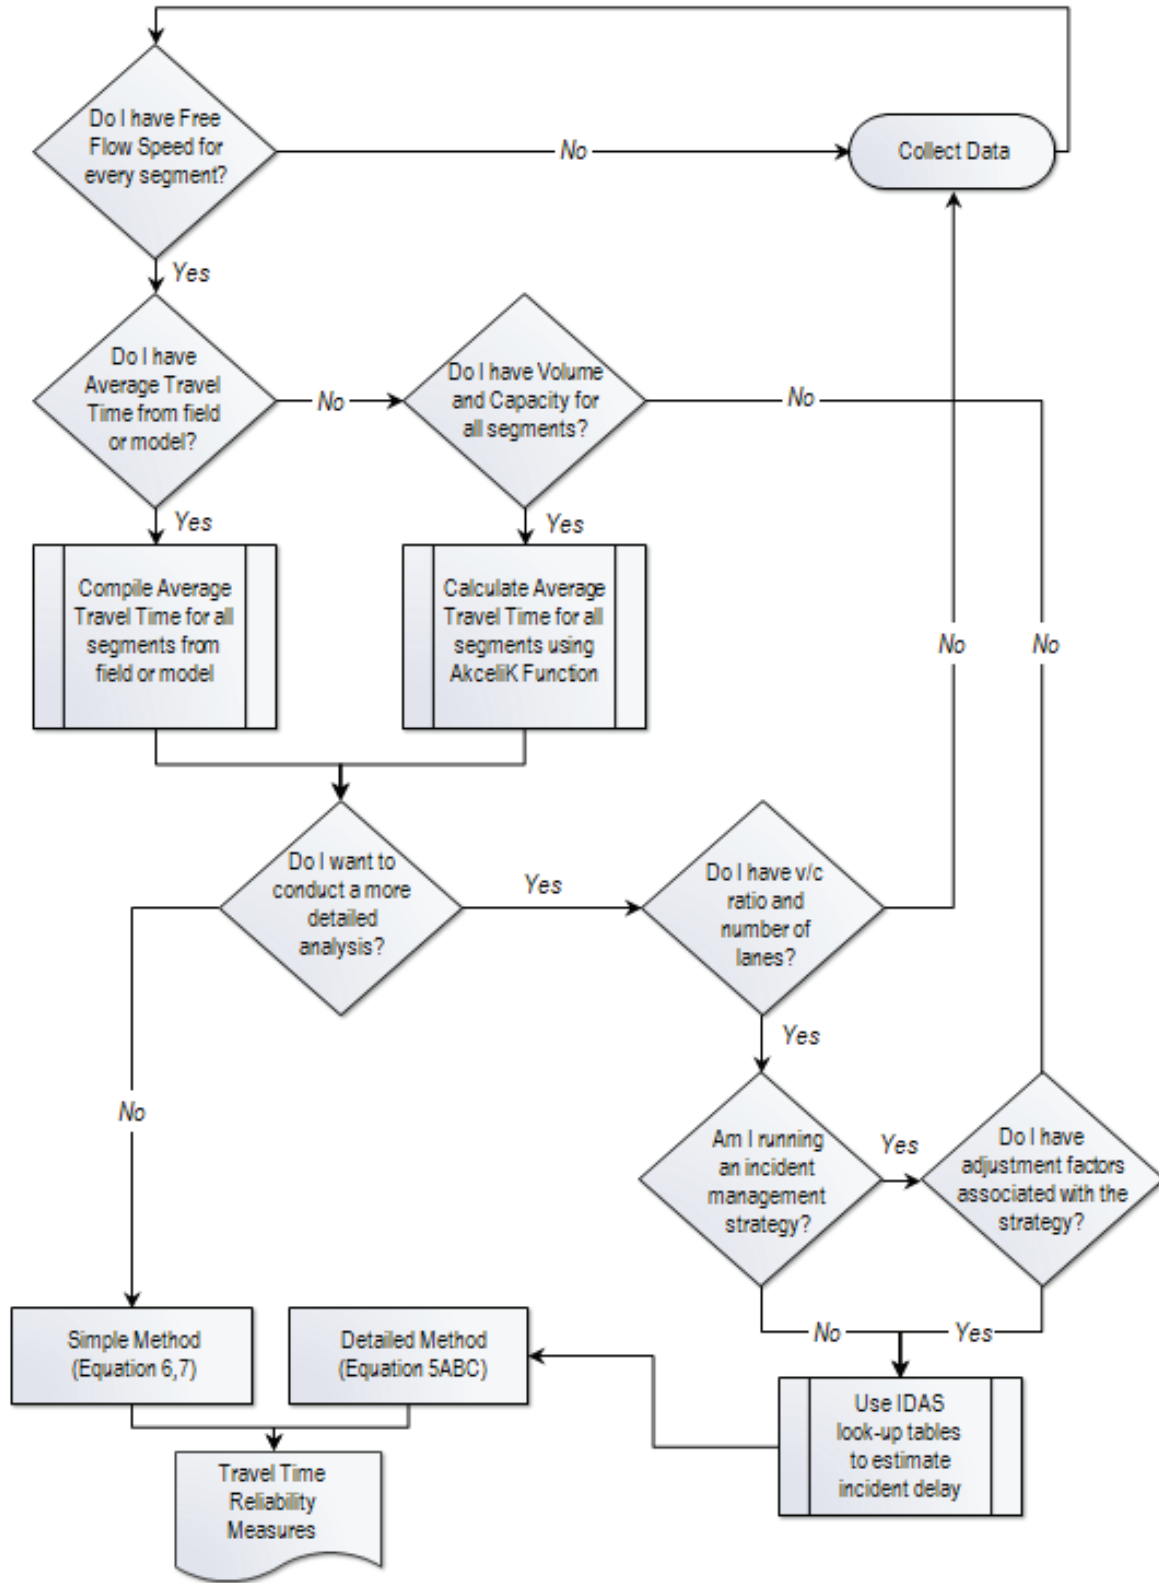 Do I have Free
Flow Speed for
every segment?
No
Collect Data
Yes
Do I have
Average Travel
Time from field
or model?
No
Do I have Volume
and Capacity for
all segments?
No
Yes
Yes
Compile Average
Travel Time for all
segments from
field or model
Calculate Average
Travel Time for all
segments using
AkceliK Function
No
No
Do I want to
conduct a more
detailed
analysis?
Yes
Do I have v/c
ratio and
number of
lanes?
Yes
No
Am I running
an incident
management
strategy?
Yes
Do I have
adjustment factors
associated with the
strategy?
No
Yes
Simple Method
(Equation 6,7)
Detailed Method
(Equation 5ABC)
Use IDAS
look-up tables
to estimate
incident delay
Travel Time
Reliability
Measures